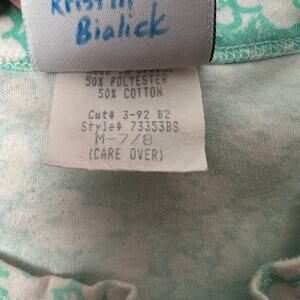 Kristin
Bialick
50% POLYESTER
50% COTTON
Cut# 3-92 B2
Style# 73353BS
M-7/8
(CARE OVER)